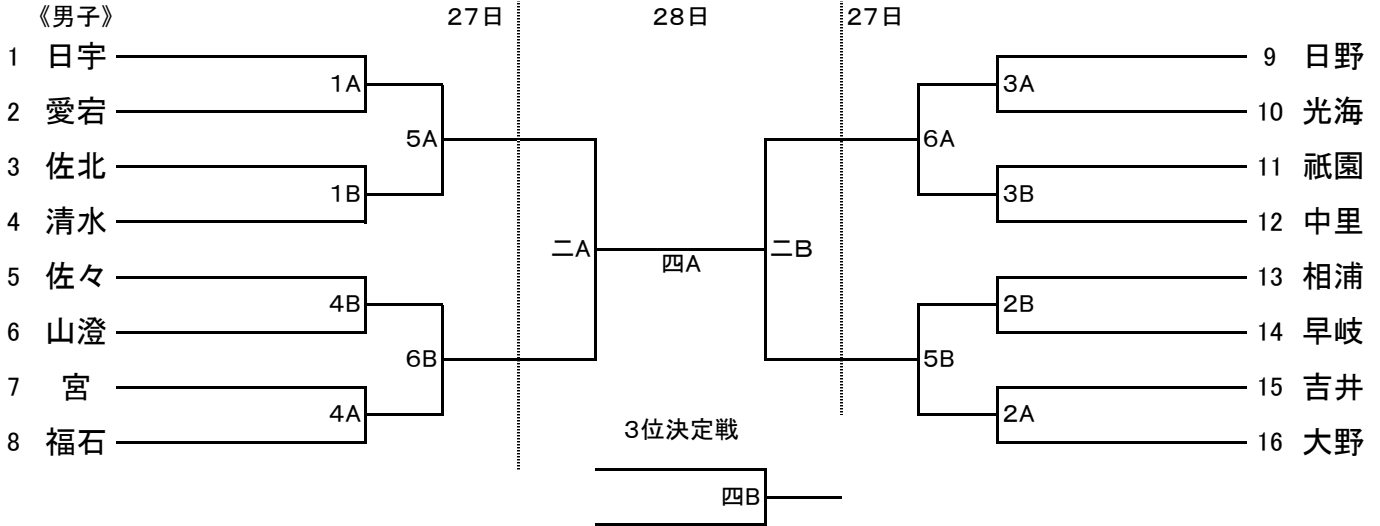 《男子》 27日 28日 27日
1 日宇 9 日野
1A 3A
2 愛宕 10 光海
5A 6A
3 佐北 11 祇園
1B 3B
4 清水 12 中里
二A 四A 二B
5 佐々 13 相浦
4B 2B
6 山澄 14 早岐
6B 5B
7 宮 15 吉井
4A 2A
8 福石 16 大野
3位決定戦
四B